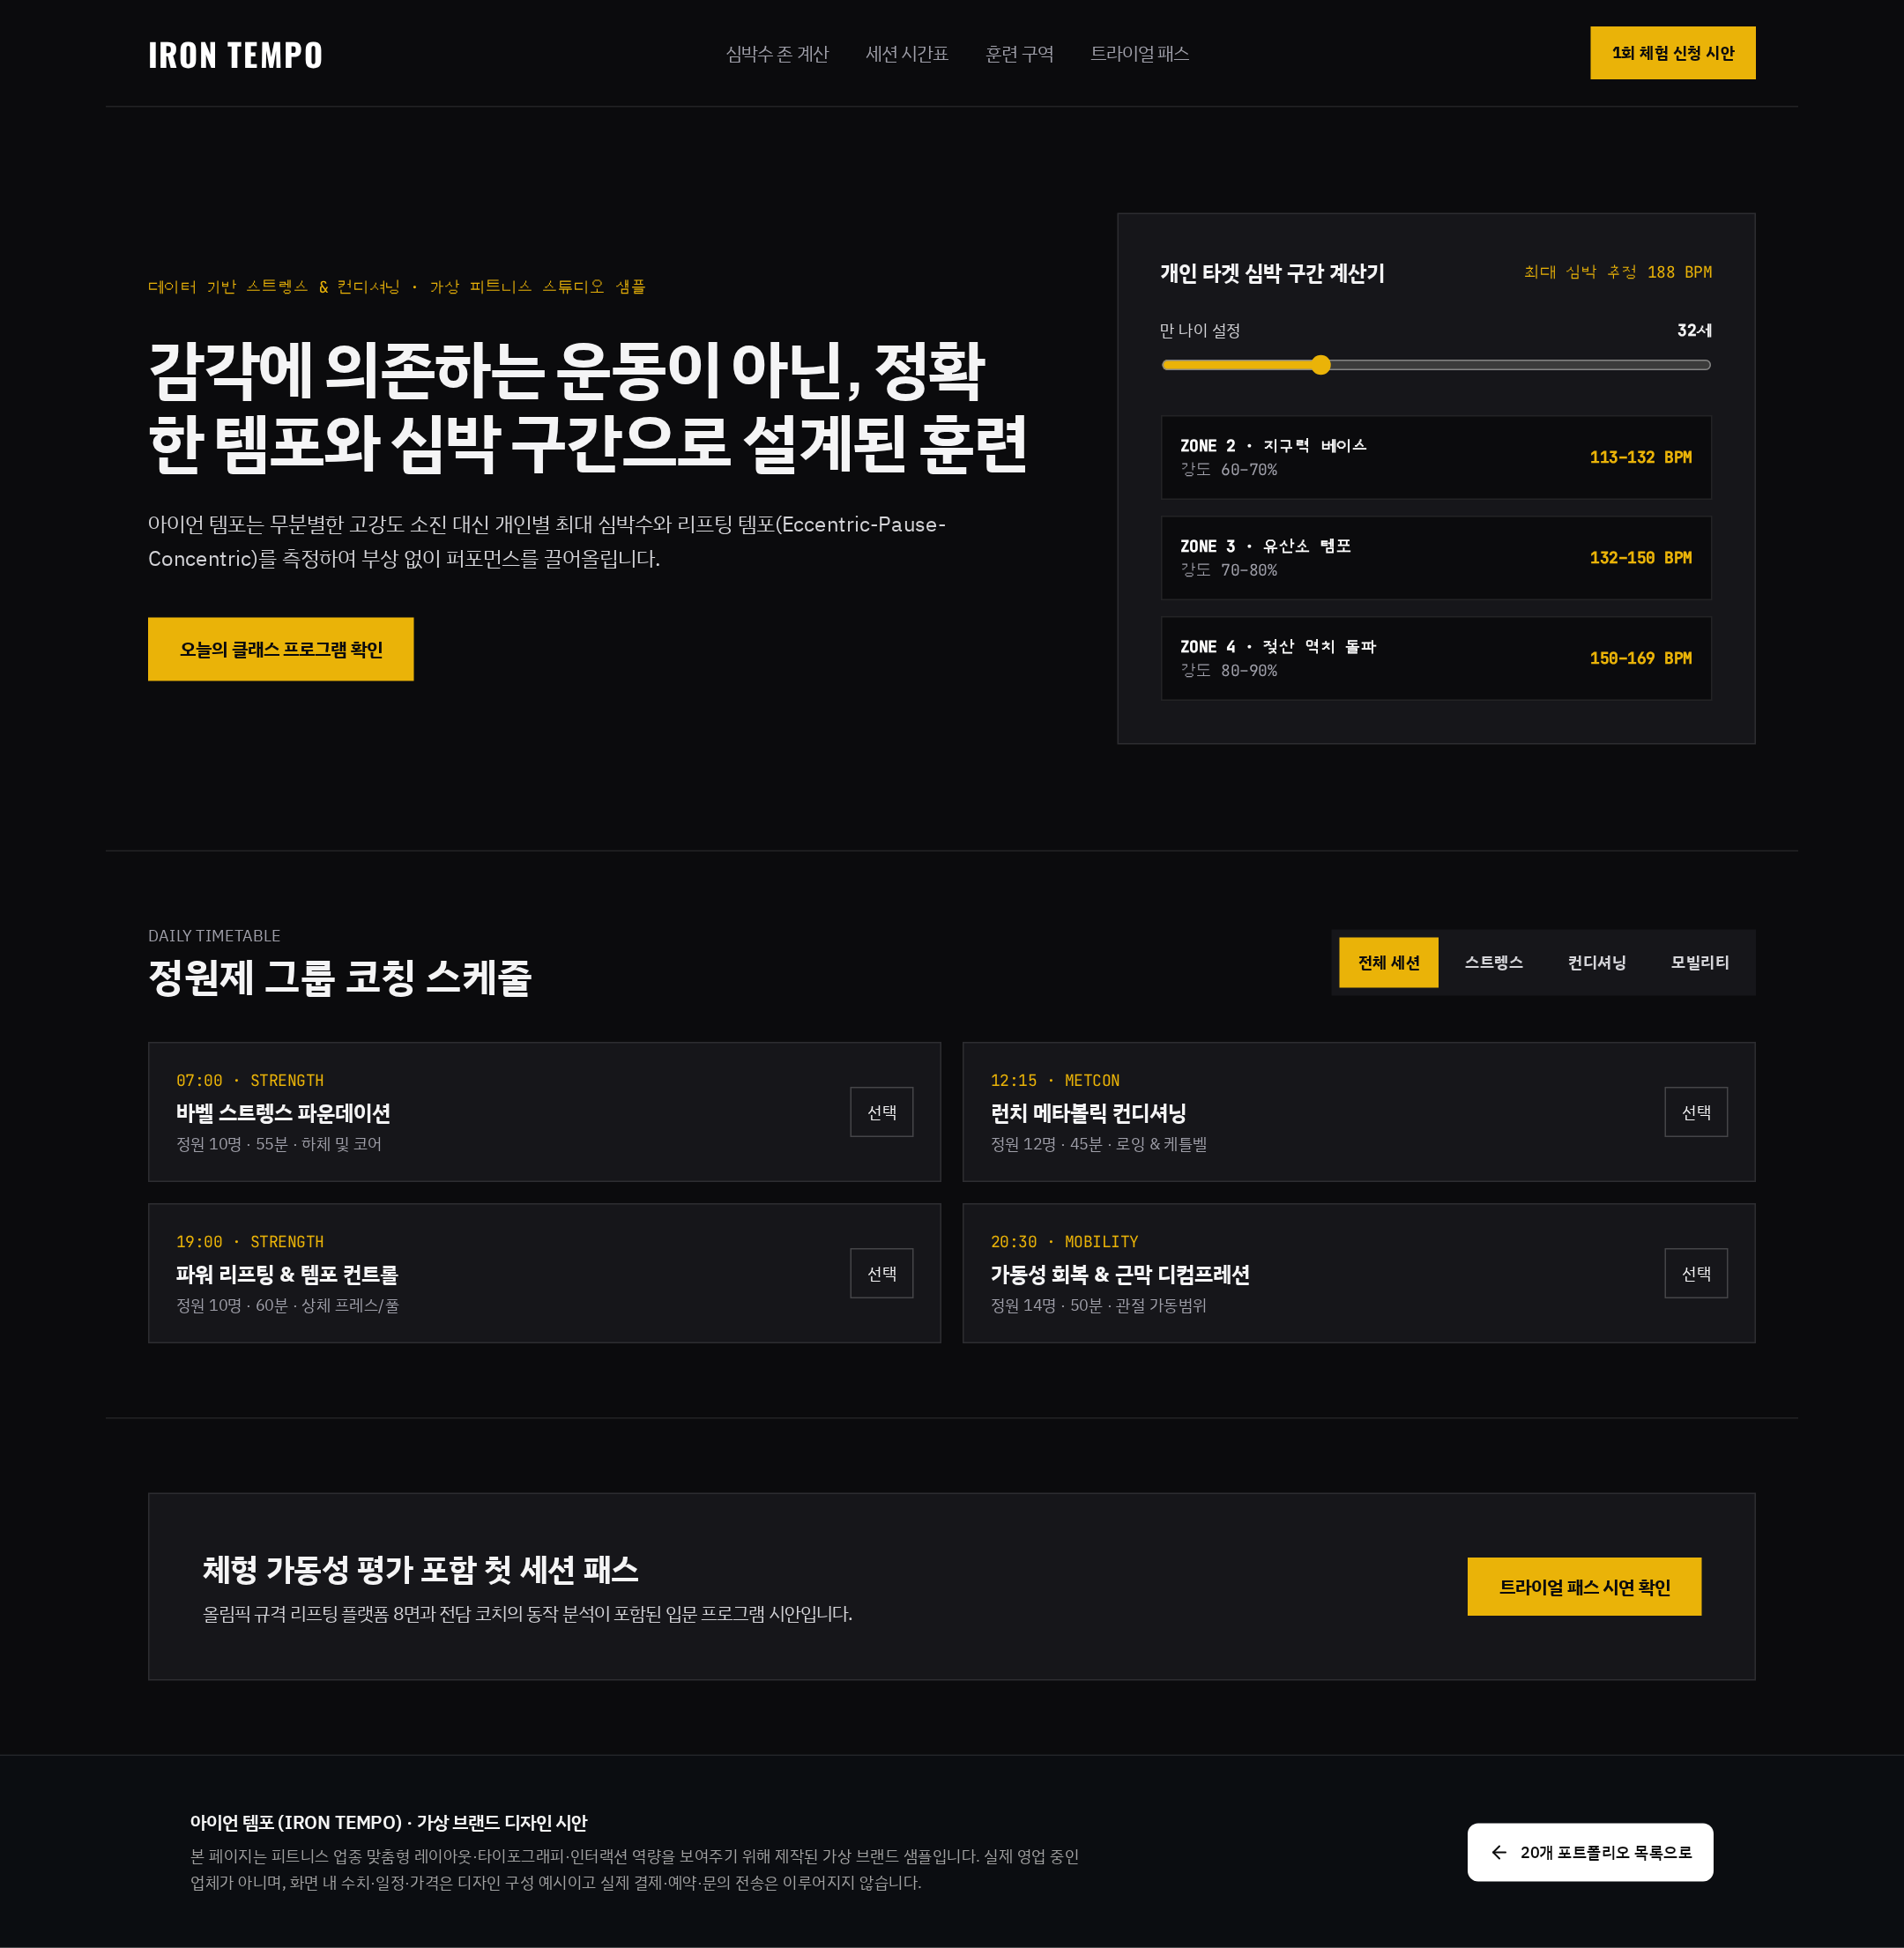 IRON TEMPO
심박수 존 계산
세션 시간표
훈련 구역
트라이얼 패스
1회 체험 신청 시안
데이터 기반 스트렝스 & 컨디셔닝 · 가상 피트니스 스튜디오 샘플
감각에 의존하는 운동이 아닌, 정확
한 템포와 심박 구간으로 설계된 훈련
아이언 템포는 무분별한 고강도 소진 대신 개인별 최대 심박수와 리프팅 템포(Eccentric-Pause-
Concentric)를 측정하여 부상 없이 퍼포먼스를 끌어올립니다.
오늘의 클래스 프로그램 확인
개인 타겟 심박 구간 계산기
최대 심박 추정 188 BPM
만 나이 설정
32세
ZONE 2 · 지구력 베이스
강도 60–70%
113–132 BPM
ZONE 3 · 유산소 템포
강도 70–80%
132–150 BPM
ZONE 4 · 젖산 역치 돌파
강도 80–90%
150–169 BPM
DAILY TIMETABLE
정원제 그룹 코칭 스케줄
전체 세션
스트렝스
컨디셔닝
모빌리티
07:00 · STRENGTH
바벨 스트렝스 파운데이션
정원 10명 · 55분 · 하체 및 코어
선택
12:15 · METCON
런치 메타볼릭 컨디셔닝
정원 12명 · 45분 · 로잉 & 케틀벨
선택
19:00 · STRENGTH
파워 리프팅 & 템포 컨트롤
정원 10명 · 60분 · 상체 프레스/풀
선택
20:30 · MOBILITY
가동성 회복 & 근막 디컴프레션
정원 14명 · 50분 · 관절 가동범위
선택
체형 가동성 평가 포함 첫 세션 패스
올림픽 규격 리프팅 플랫폼 8면과 전담 코치의 동작 분석이 포함된 입문 프로그램 시안입니다.
트라이얼 패스 시연 확인
아이언 템포 (IRON TEMPO) · 가상 브랜드 디자인 시안
본 페이지는 피트니스 업종 맞춤형 레이아웃·타이포그래피·인터랙션 역량을 보여주기 위해 제작된 가상 브랜드 샘플입니다. 실제 영업 중인
업체가 아니며, 화면 내 수치·일정·가격은 디자인 구성 예시이고 실제 결제·예약·문의 전송은 이루어지지 않습니다.
← 20개 포트폴리오 목록으로